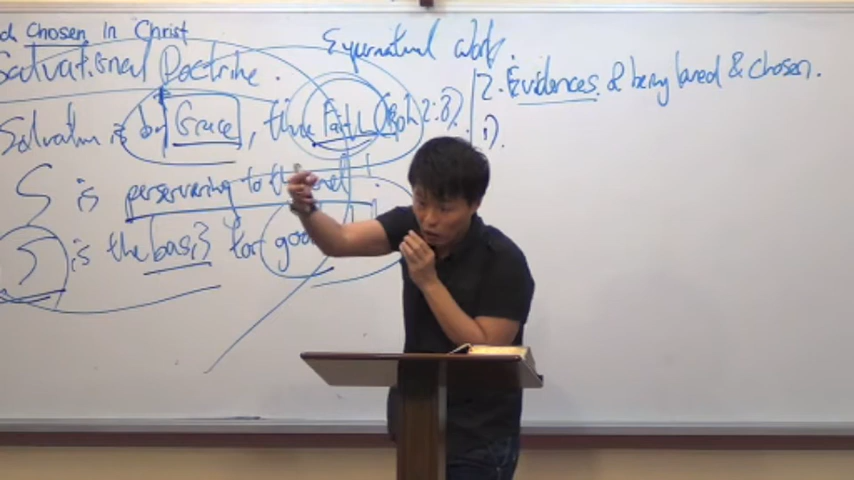 Chosen In Christ
Salvational Doctrine.
Supernatural work
Salvation is by Grace, thru Faith (Eph 2:8).
S is perservering to the end!
S is the basis for good
2. Evidences of being loved & chosen.
1).